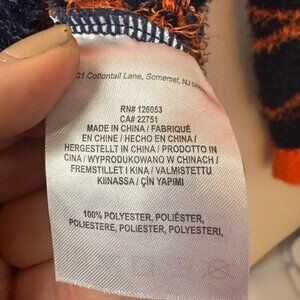 01 Cottontail Lane, Somerset, NJ
RN# 126053
CA# 22751
MADE IN CHINA / FABRIQUÉ
EN CHINE / HECHO EN CHINA /
HERGESTELLT IN CHINA / PRODOTTO IN
CINA / WYPRODUKOWANO W CHINACH /
FREMSTILLET I KINA / VALMISTETTU
KIINASSA / ÇİN YAPIMI
100% POLYESTER, POLIÉSTER,
POLIESTERE, POLIESTER, POLYESTERI,